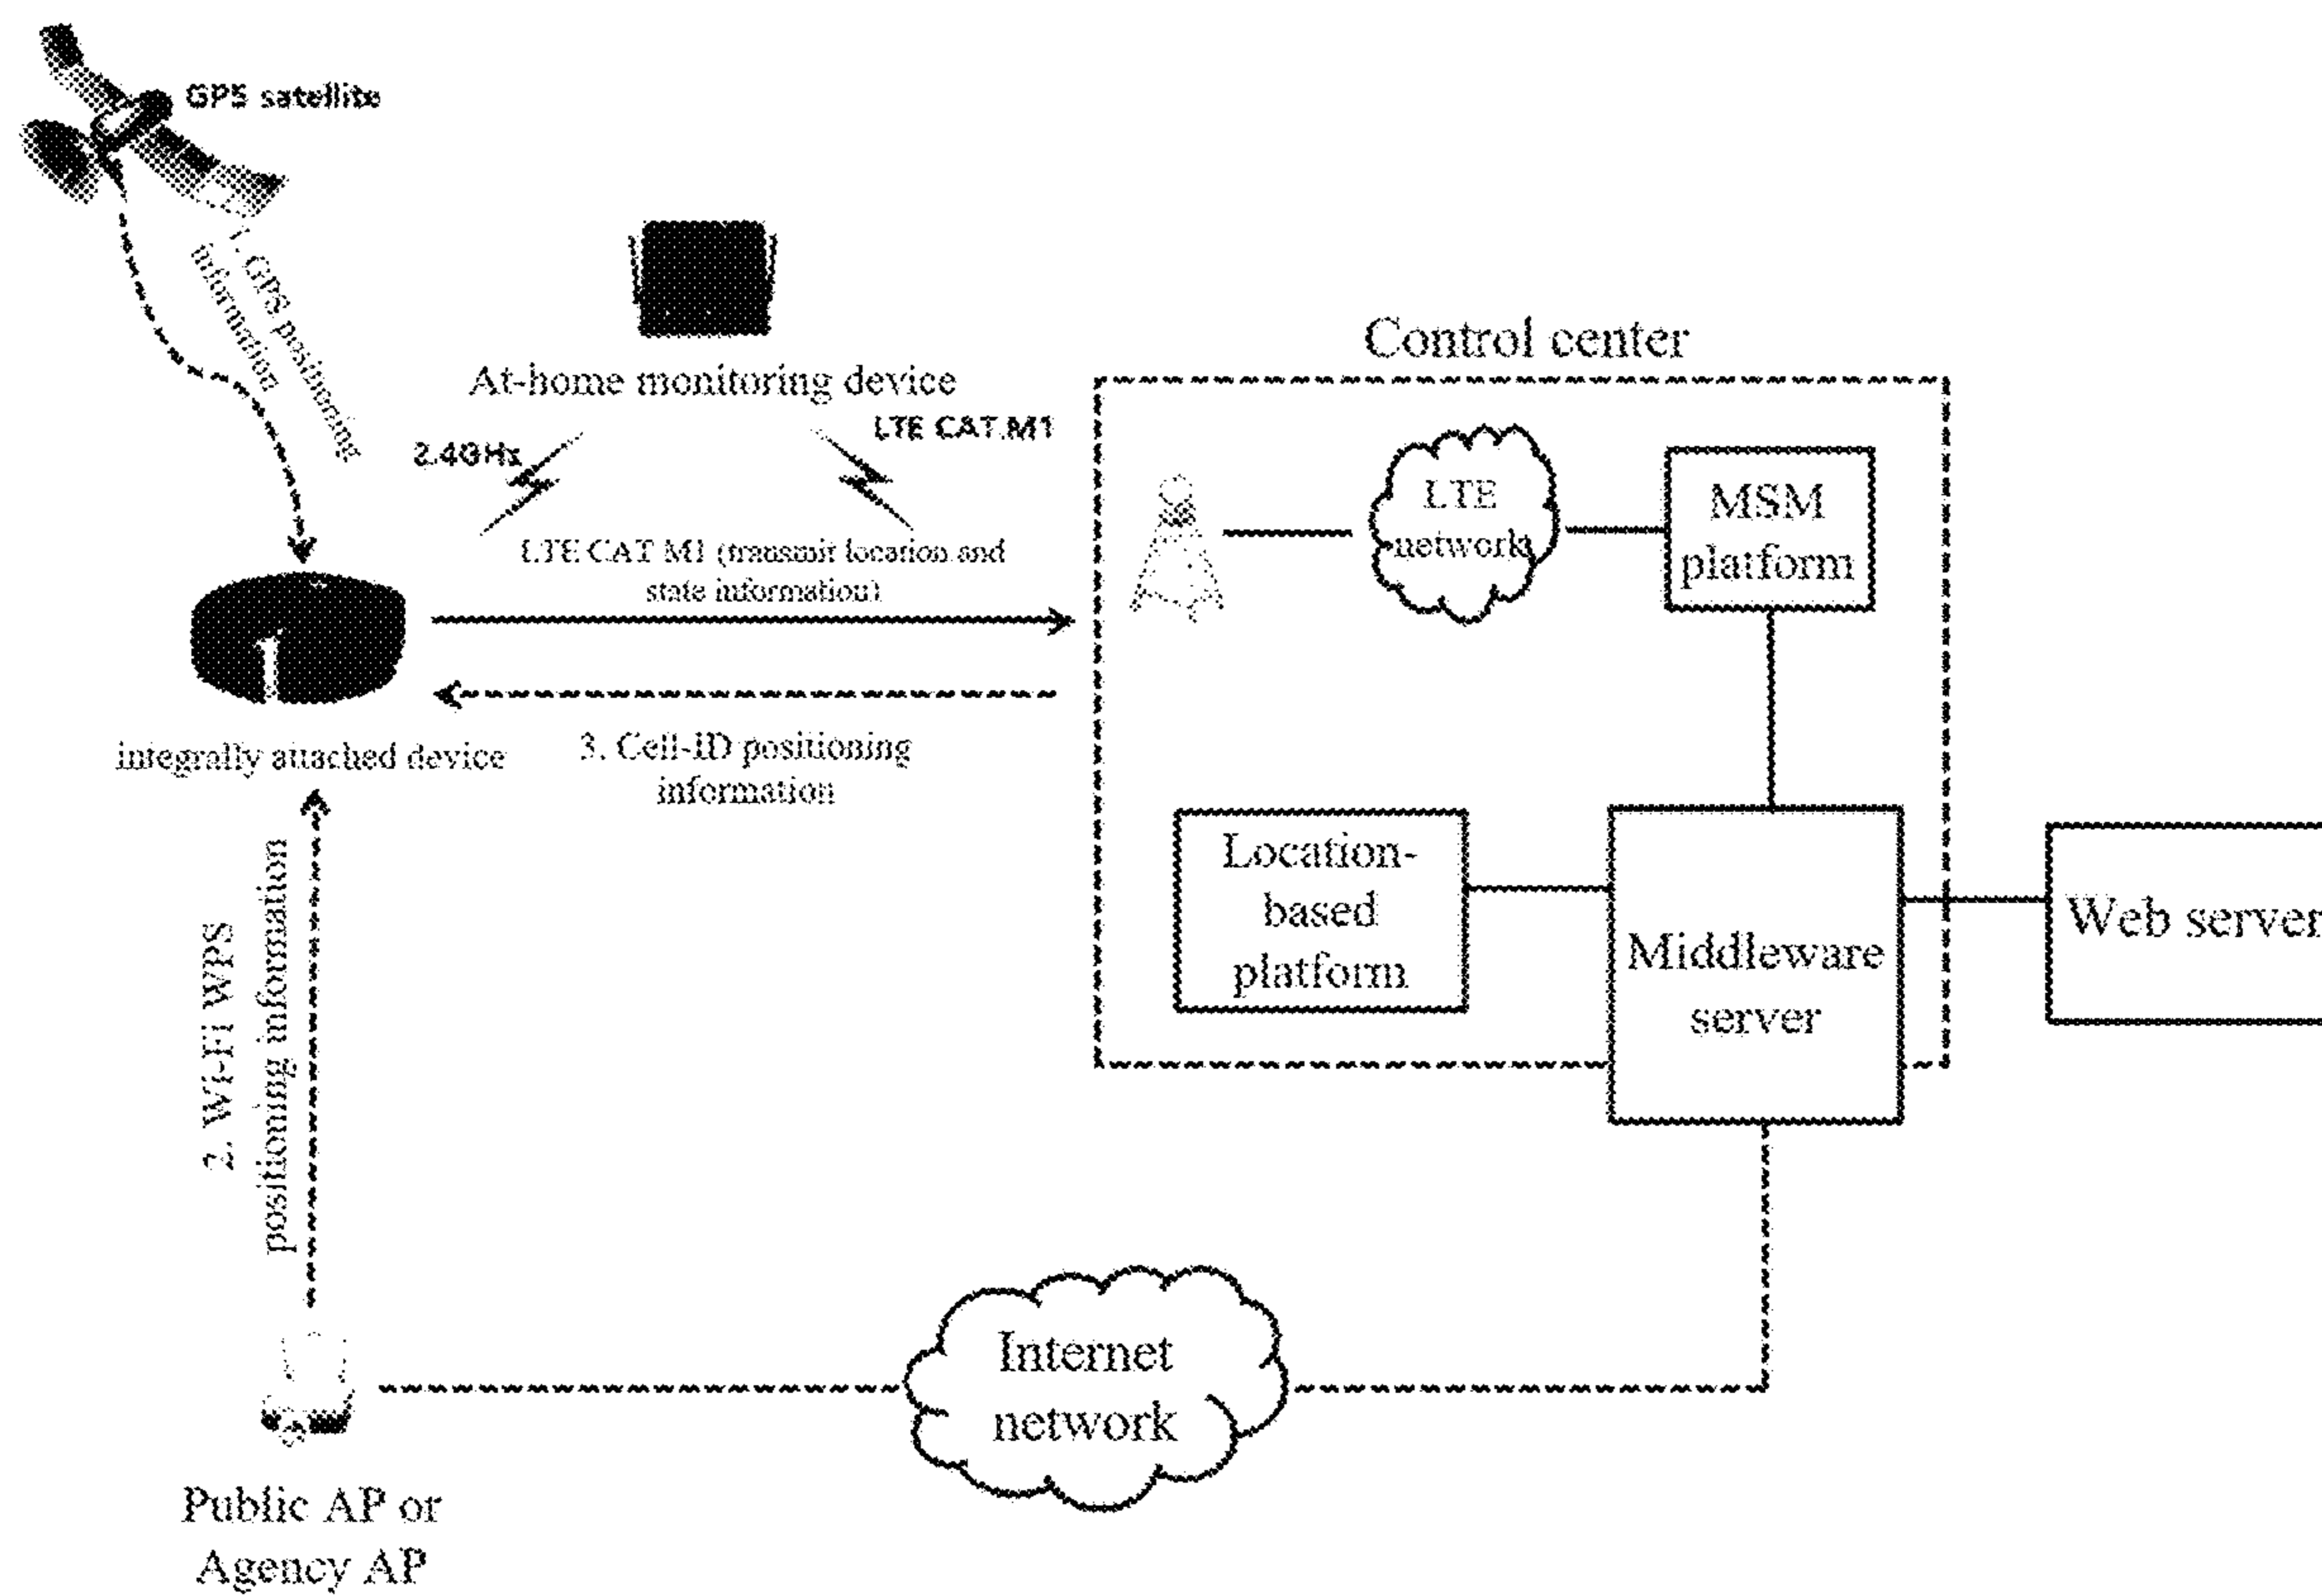 GPS satellite
1. GPS positioning
information
At-home monitoring device
2.4GHz
LTE CAT.M1
LTE CAT M1 (transmit location and
state information)
integrally attached device
3. Cell-ID positioning
information
2. Wi-Fi WPS
positioning information
Public AP or
Agency AP
Internet
network
Control center
LTE
network
MSM
platform
Location-
based
platform
Middleware
server
Web server